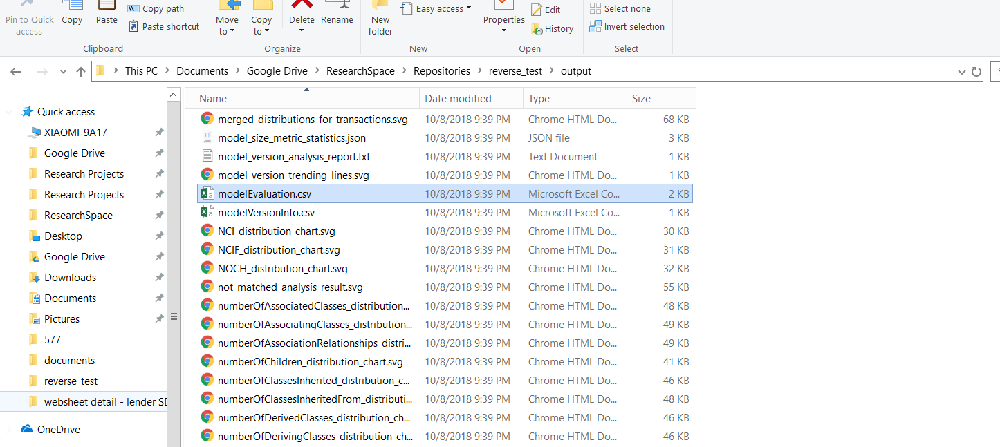 Pin to Quick access
Copy
Paste
Copy path
Paste shortcut
Clipboard
Move to
Copy to
Delete
Rename
Organize
New folder
Easy access
New
Properties
Edit
History
Open
Select none
Invert selection
Select
This PC > Documents > Google Drive > ResearchSpace > Repositories > reverse_test > output
Quick access
XIAOMI_9A17
Google Drive
Research Projects
Research Projects
ResearchSpace
Desktop
Google Drive
Downloads
Documents
Pictures
577
documents
reverse_test
websheet detail - lender SD
OneDrive
Name Date modified Type Size
merged_distributions_for_transactions.svg 10/8/2018 9:39 PM Chrome HTML Do... 68 KB
model_size_metric_statistics.json 10/8/2018 9:39 PM JSON file 3 KB
model_version_analysis_report.txt 10/8/2018 9:39 PM Text Document 1 KB
model_version_trending_lines.svg 10/8/2018 9:39 PM Chrome HTML Do... 1 KB
modelEvaluation.csv 10/8/2018 9:39 PM Microsoft Excel Co... 2 KB
modelVersionInfo.csv 10/8/2018 9:39 PM Microsoft Excel Co... 1 KB
NCI_distribution_chart.svg 10/8/2018 9:39 PM Chrome HTML Do... 30 KB
NCIF_distribution_chart.svg 10/8/2018 9:39 PM Chrome HTML Do... 31 KB
NOCH_distribution_chart.svg 10/8/2018 9:39 PM Chrome HTML Do... 32 KB
not_matched_analysis_result.svg 10/8/2018 9:39 PM Chrome HTML Do... 55 KB
numberOfAssociatedClasses_distribution... 10/8/2018 9:39 PM Chrome HTML Do... 48 KB
numberOfAssociatingClasses_distribution... 10/8/2018 9:39 PM Chrome HTML Do... 49 KB
numberOfAssociationRelationships_distri... 10/8/2018 9:39 PM Chrome HTML Do... 49 KB
numberOfChildren_distribution_chart.svg 10/8/2018 9:39 PM Chrome HTML Do... 41 KB
numberOfClassesInherited_distribution_c... 10/8/2018 9:39 PM Chrome HTML Do... 46 KB
numberOfClassesInheritedFrom_distributi... 10/8/2018 9:39 PM Chrome HTML Do... 48 KB
numberOfDerivedClasses_distribution_ch... 10/8/2018 9:39 PM Chrome HTML Do... 46 KB
numberOfDerivingClasses_distribution_ch... 10/8/2018 9:39 PM Chrome HTML Do... 46 KB